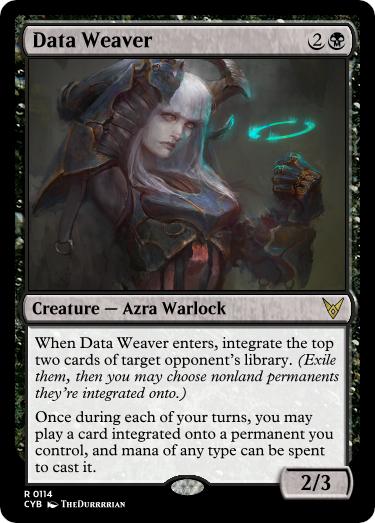 Data Weaver 2
Creature — Azra Warlock
When Data Weaver enters, integrate the top
two cards of target opponent's library. (Exile
them, then you may choose nonland permanents
they're integrated onto.)
Once during each of your turns, you may
play a card integrated onto a permanent you
control, and mana of any type can be spent
to cast it.
2/3
R 0114
CYB TheDurrrrian